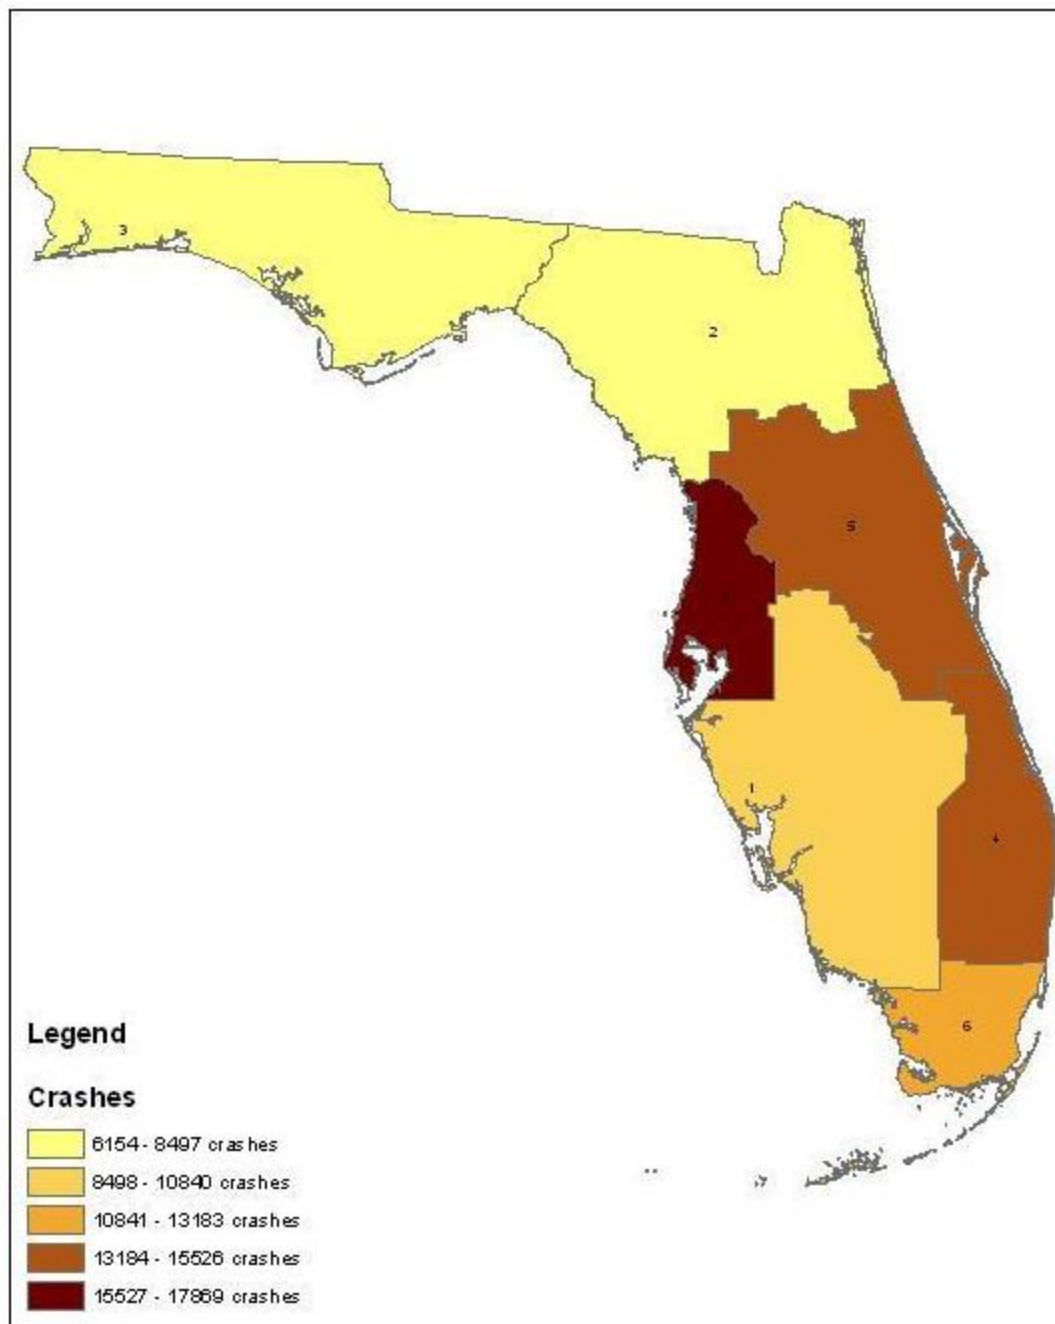 3
2
5
1
4
6
Legend
Crashes
6154 - 8497 crashes
8498 - 10840 crashes
10841 - 13183 crashes
13184 - 15526 crashes
15527 - 17869 crashes